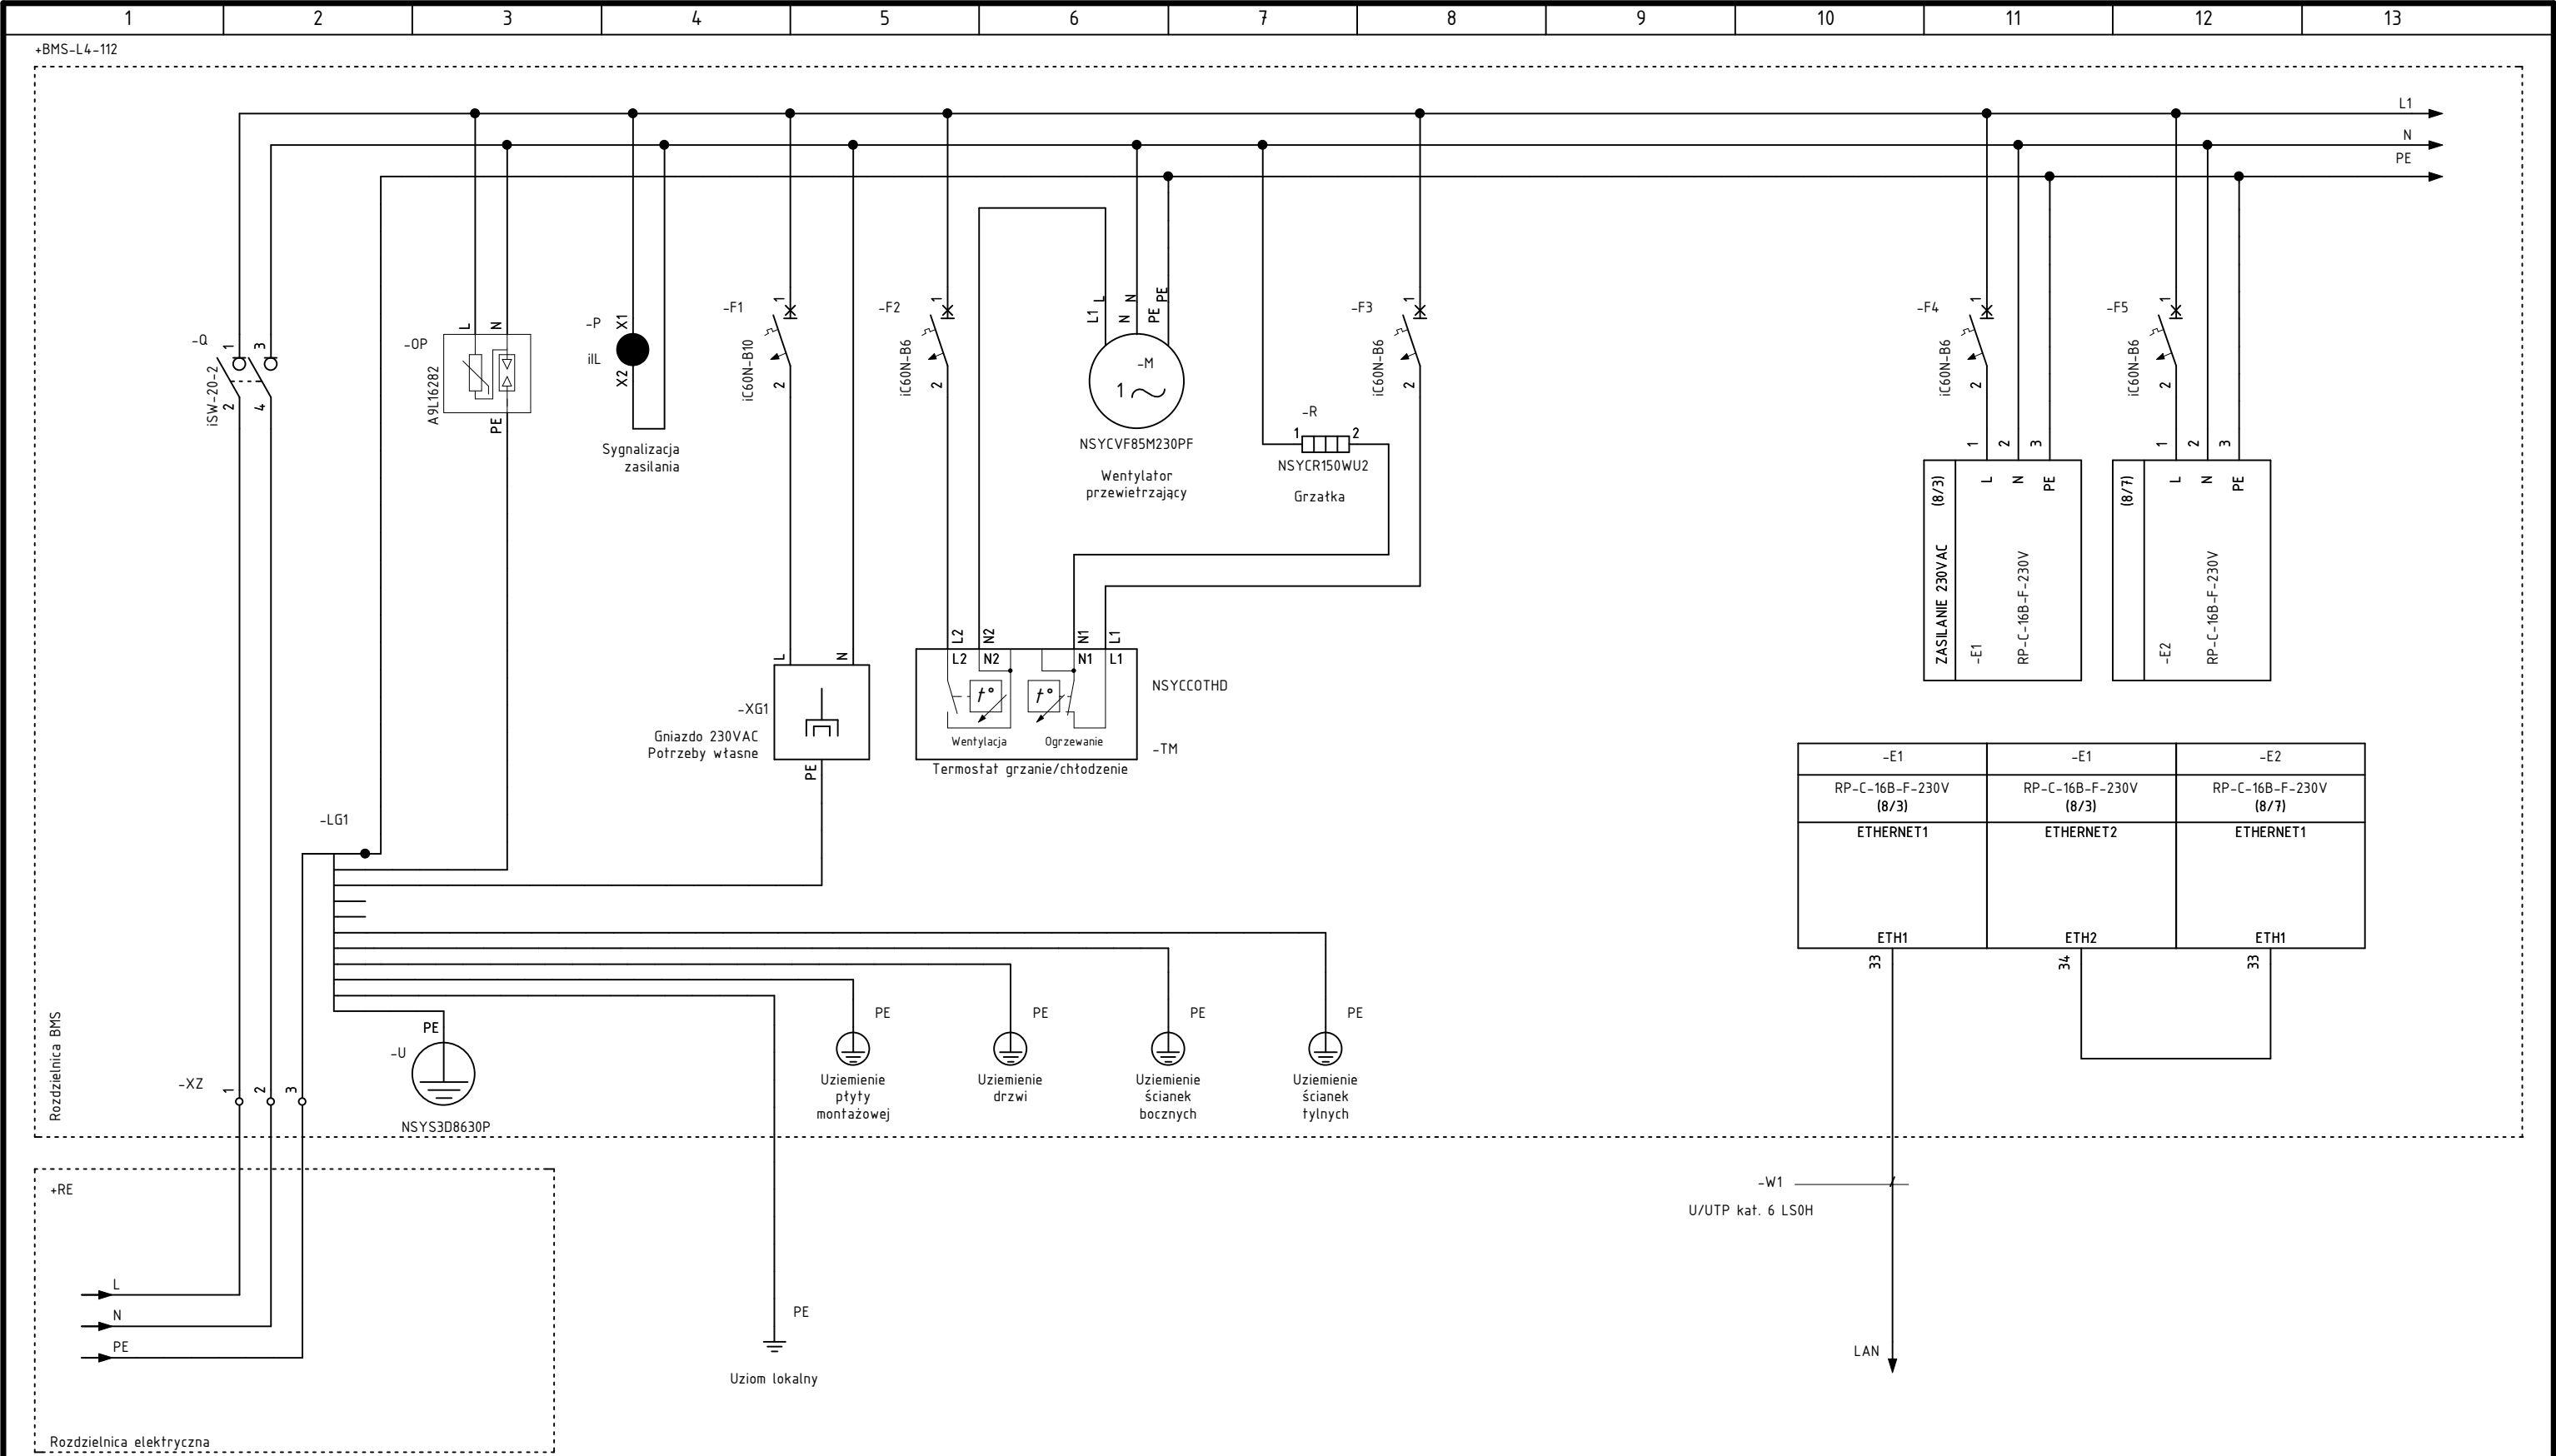 1 2 3 4 5 6 7 8 9 10 11 12 13
+BMS-L4-112
L1
N
PE
-Q
iSW-20-2
1
2
3
4
-OP
A9L16282
L
N
PE
-P
iIL
X1
X2
Sygnalizacja
zasilania
-F1
iC60N-B10
1
2
-F2
iC60N-B6
1
2
L1
L
N
N
PE
PE
-M
1
NSYCVF85M230PF
Wentylator
przewietrzający
-R
1
2
NSYCR150WU2
Grzałka
-F3
iC60N-B6
1
2
-F4
iC60N-B6
1
2
-F5
iC60N-B6
1
2
1
2
3
(8/3)
L
N
PE
ZASILANIE 230VAC
-E1
RP-C-16B-F-230V
1
2
3
(8/7)
L
N
PE
-E2
RP-C-16B-F-230V
L
N
-XG1
Gniazdo 230VAC
Potrzeby własne
PE
L2
N2
N1
L1
L2
N2
N1
L1
t°
t°
Wentylacja
Ogrzewanie
NSYCCOTHD
-TM
Termostat grzanie/chłodzenie
-E1
RP-C-16B-F-230V
(8/3)
ETHERNET1
ETH1
33
-E1
RP-C-16B-F-230V
(8/3)
ETHERNET2
ETH2
34
-E2
RP-C-16B-F-230V
(8/7)
ETHERNET1
ETH1
33
-LG1
Rozdzielnica BMS
-XZ
1
2
3
PE
-U
NSYS3D8630P
PE
Uziemienie
płyty
montażowej
PE
Uziemienie
drzwi
PE
Uziemienie
ścianek
bocznych
PE
Uziemienie
ścianek
tylnych
+RE
L
N
PE
Rozdzielnica elektryczna
PE
Uziom lokalny
-W1
U/UTP kat. 6 LS0H
LAN